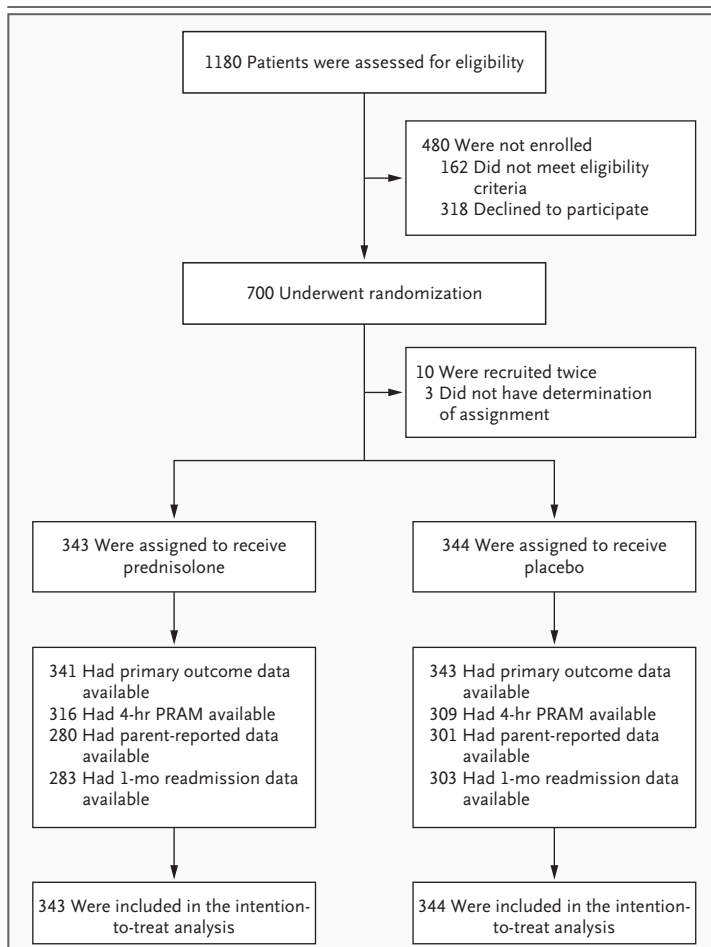 1180 Patients were assessed for eligibility
480 Were not enrolled
162 Did not meet eligibility
criteria
318 Declined to participate
700 Underwent randomization
10 Were recruited twice
3 Did not have determination
of assignment
343 Were assigned to receive
prednisolone
344 Were assigned to receive
placebo
341 Had primary outcome data
available
316 Had 4-hr PRAM available
280 Had parent-reported data
available
283 Had 1-mo readmission data
available
343 Had primary outcome data
available
309 Had 4-hr PRAM available
301 Had parent-reported data
available
303 Had 1-mo readmission data
available
343 Were included in the intention-
to-treat analysis
344 Were included in the intention-
to-treat analysis